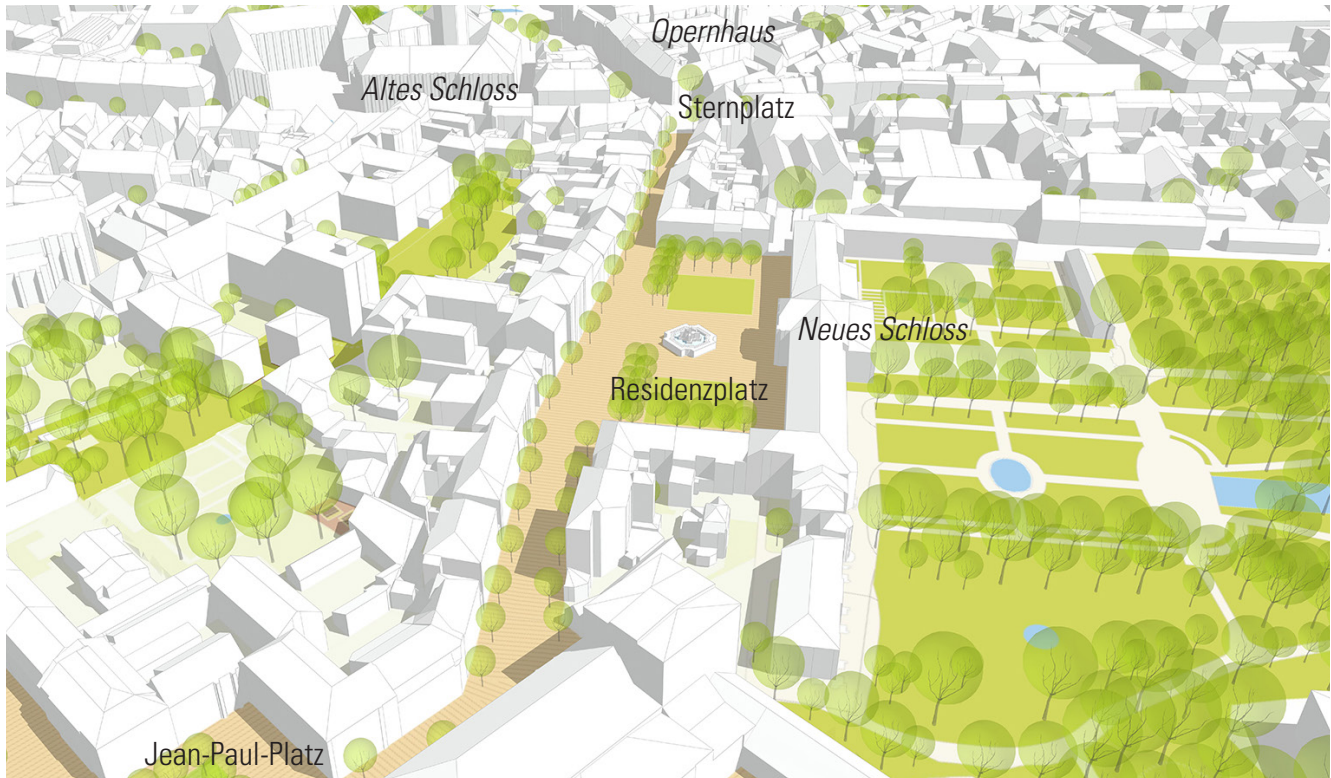 Opernhaus
Altes Schloss
Sternplatz
Neues Schloss
Residenzplatz
Jean-Paul-Platz